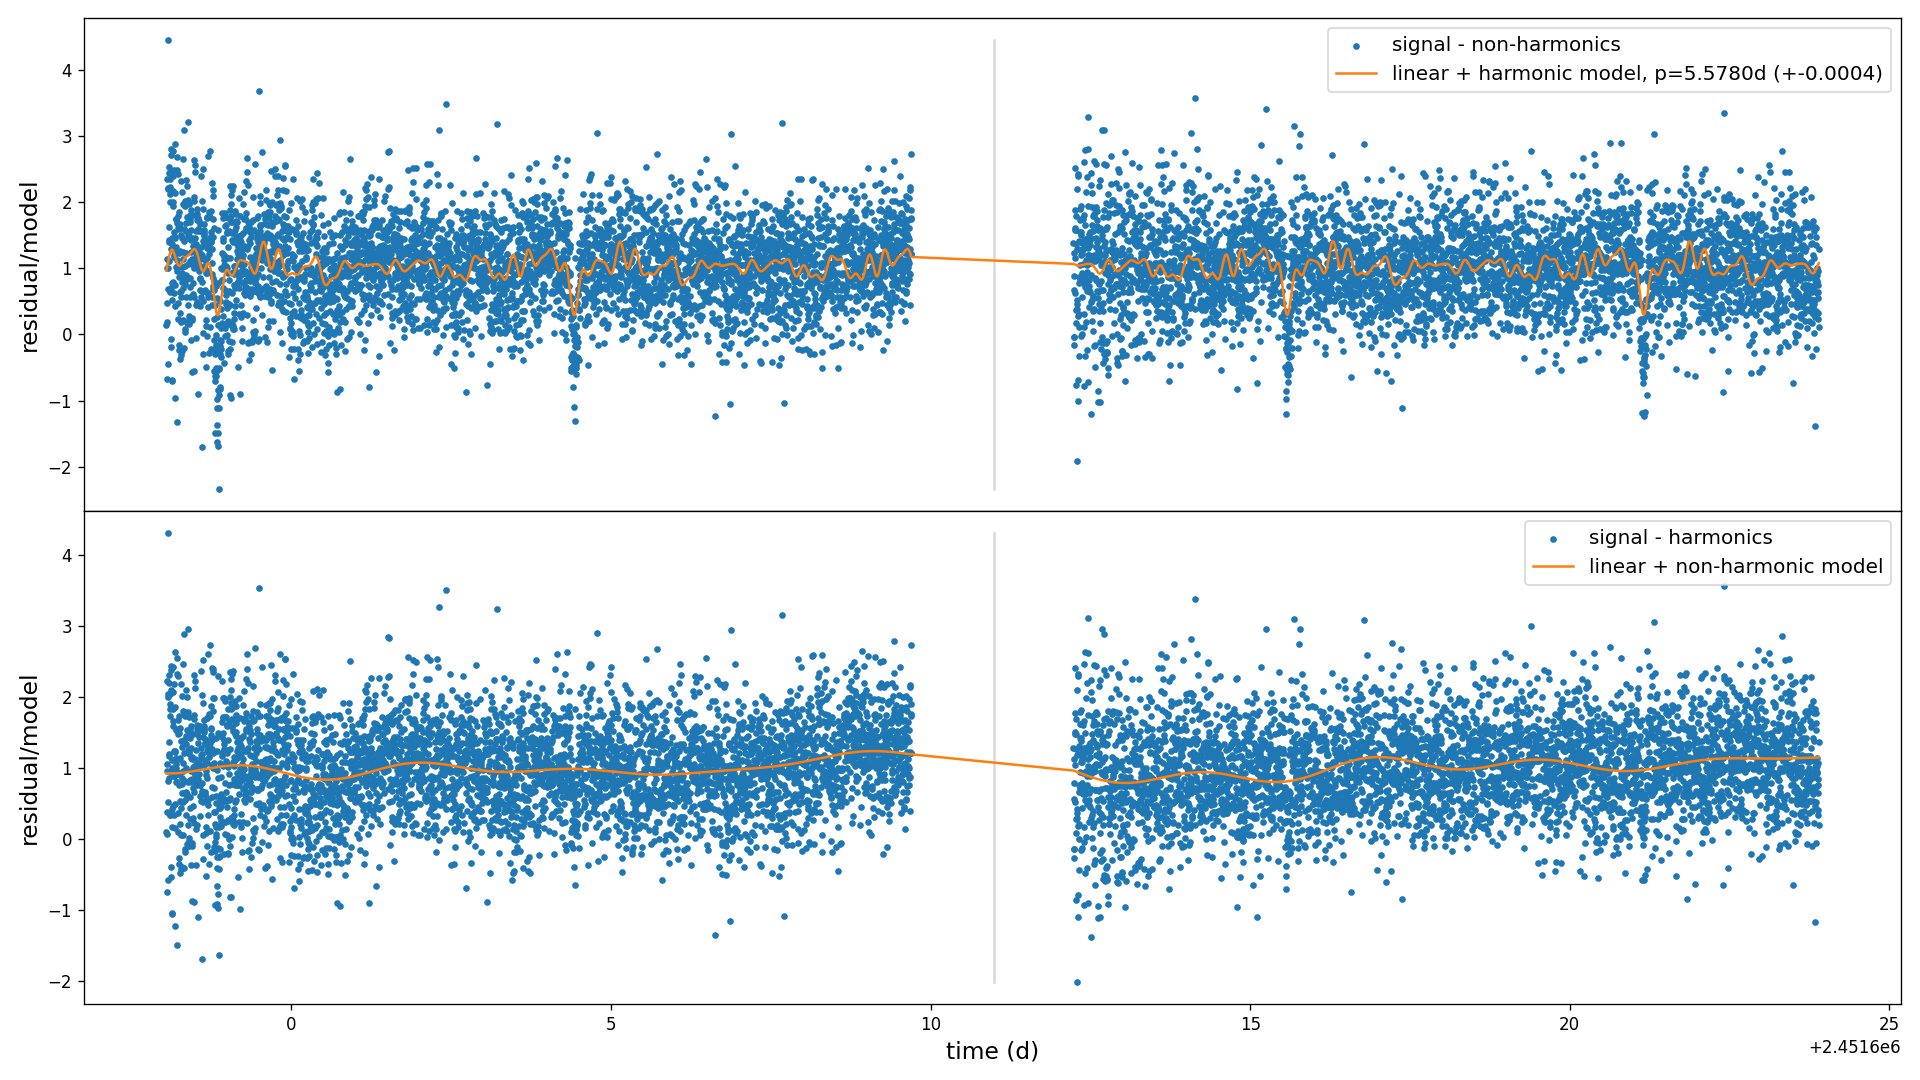 signal - non-harmonics
linear + harmonic model, p=5.5780d (+-0.0004)
4
3
2
1
0
−1
−2
residual/model
signal - harmonics
linear + non-harmonic model
4
3
2
1
0
−1
−2
residual/model
0 5 10 15 20 25
time (d)
+2.4516e6